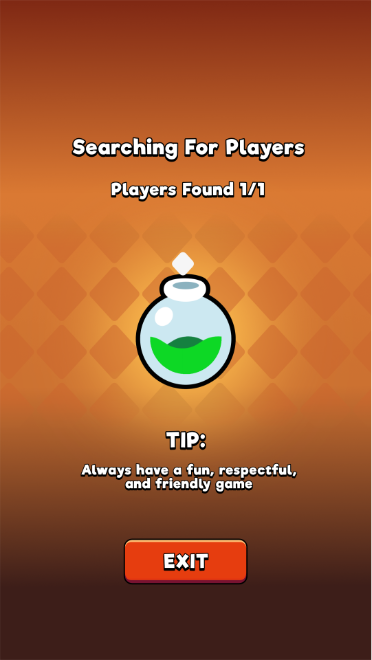 Searching For Players
Players Found 1/1
TIP:
Always have a fun, respectful,
and friendly game
EXIT